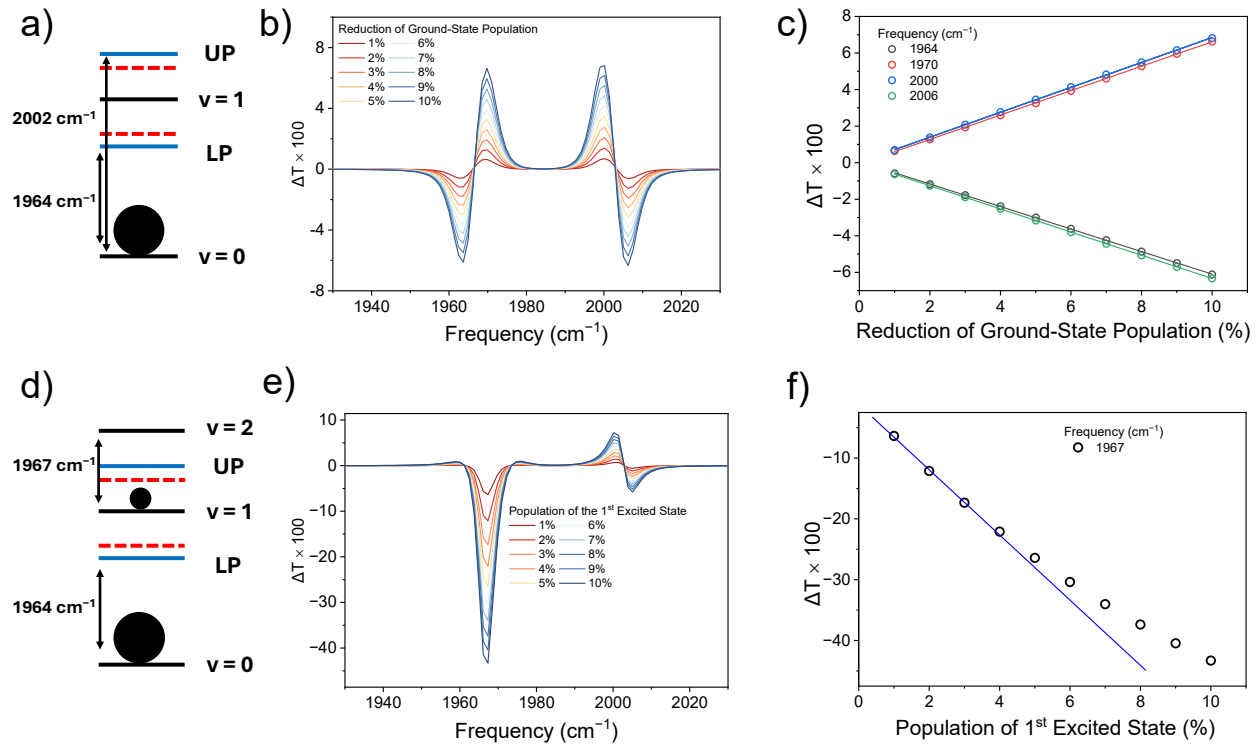 a)
UP
v = 1
2002 cm⁻¹
LP
1964 cm⁻¹
v = 0
b)
Reduction of Ground-State Population
1% 6%
2% 7%
3% 8%
4% 9%
5% 10%
8
4
0
-4
-8
ΔT × 100
1940 1960 1980 2000 2020
Frequency (cm⁻¹)
c)
Frequency (cm⁻¹)
1964
1970
2000
2006
8
6
4
2
0
−2
−4
−6
ΔT × 100
0 2 4 6 8 10
Reduction of Ground-State Population (%)
d)
v = 2
1967 cm⁻¹
UP
v = 1
LP
1964 cm⁻¹
v = 0
e)
10
0
−10
−20
−30
−40
ΔT × 100
Population of the 1ˢᵗ Excited State
1% 6%
2% 7%
3% 8%
4% 9%
5% 10%
1940 1960 1980 2000 2020
Frequency (cm⁻¹)
f)
Frequency (cm⁻¹)
1967
−10
−20
−30
−40
ΔT × 100
0 2 4 6 8 10
Population of 1ˢᵗ Excited State (%)